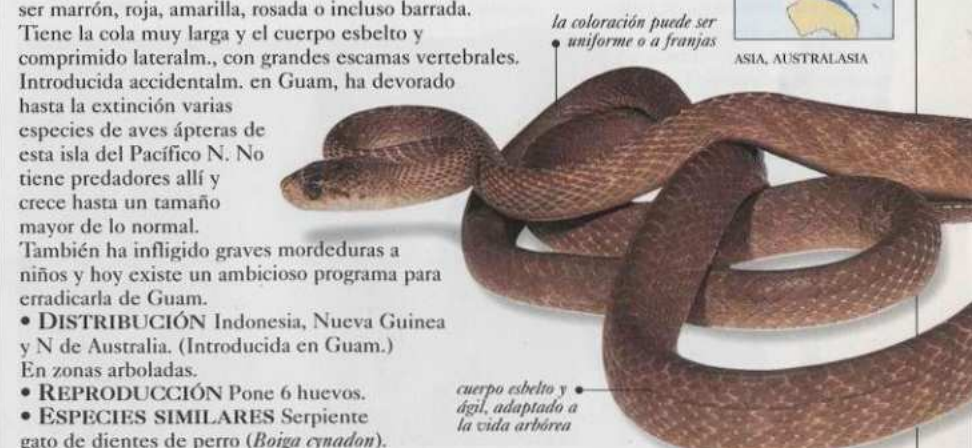 ser marrón, roja, amarilla, rosada o incluso barrada.
Tiene la cola muy larga y el cuerpo esbelto y
comprimido lateralm., con grandes escamas vertebrales.
Introducida accidentalm. en Guam, ha devorado
hasta la extinción varias
especies de aves ápteras de
esta isla del Pacífico N. No
tiene predadores allí y
crece hasta un tamaño
mayor de lo normal.
También ha infligido graves mordeduras a
niños y hoy existe un ambicioso programa para
erradicarla de Guam.
• DISTRIBUCIÓN Indonesia, Nueva Guinea
y N de Australia. (Introducida en Guam.)
En zonas arboladas.
• REPRODUCCIÓN Pone 6 huevos.
• ESPECIES SIMILARES Serpiente
gato de dientes de perro (Boiga cynadon).
la coloración puede ser
uniforme o a franjas
ASIA, AUSTRALASIA
cuerpo esbelto y
ágil, adaptado a
la vida arbórea